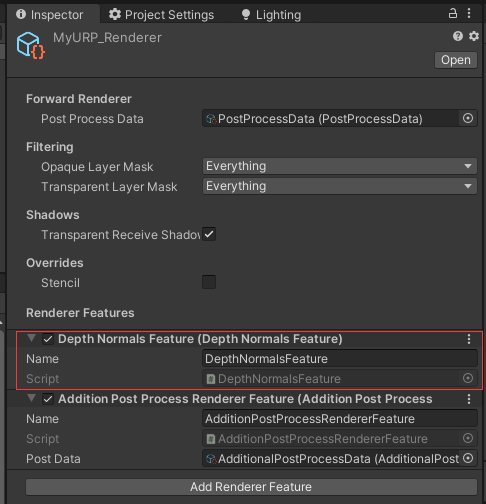 Inspector Project Settings Lighting
MyURP_Renderer
Open
Forward Renderer
Post Process Data PostProcessData (PostProcessData)
Filtering
Opaque Layer Mask Everything
Transparent Layer Mask Everything
Shadows
Transparent Receive Shadov
Overrides
Stencil
Renderer Features
Depth Normals Feature (Depth Normals Feature)
Name DepthNormalsFeature
Script DepthNormalsFeature
Addition Post Process Renderer Feature (Addition Post Process
Name AdditionPostProcessRendererFeature
Script AdditionPostProcessRendererFeature
Post Data AdditionalPostProcessData (AdditionalPost
Add Renderer Feature